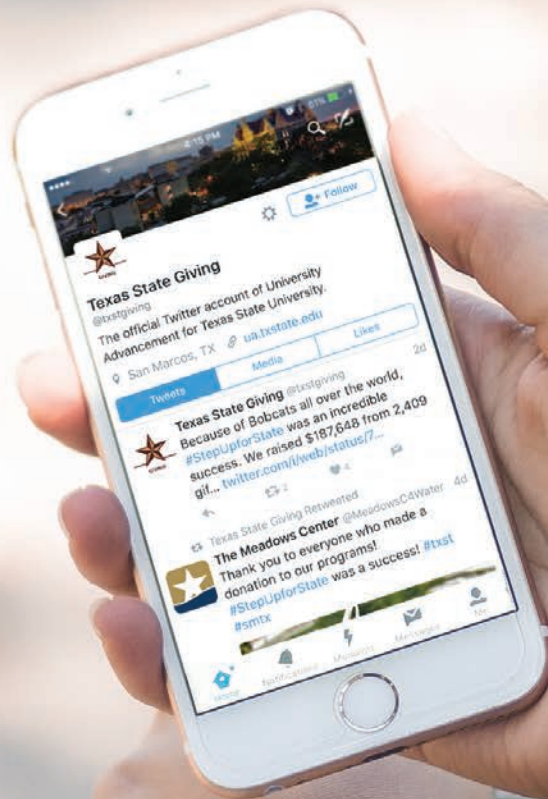 4:15 PM 61%
Follow
GIVING
Texas State Giving
@txstgiving
The official Twitter account of University
Advancement for Texas State University.
San Marcos, TX ua.txstate.edu
Tweets Media Likes
Texas State Giving @txstgiving 2d
Because of Bobcats all over the world,
#StepUpforState was an incredible
success. We raised $187,648 from 2,409
gif... twitter.com/i/web/status/7...
GIVING
2 4
Texas State Giving Retweeted
The Meadows Center @MeadowsC4Water 4d
Thank you to everyone who made a
donation to our programs!
#StepUpforState was a success! #txst
#smtx
Home Notifications Moments Messages Me